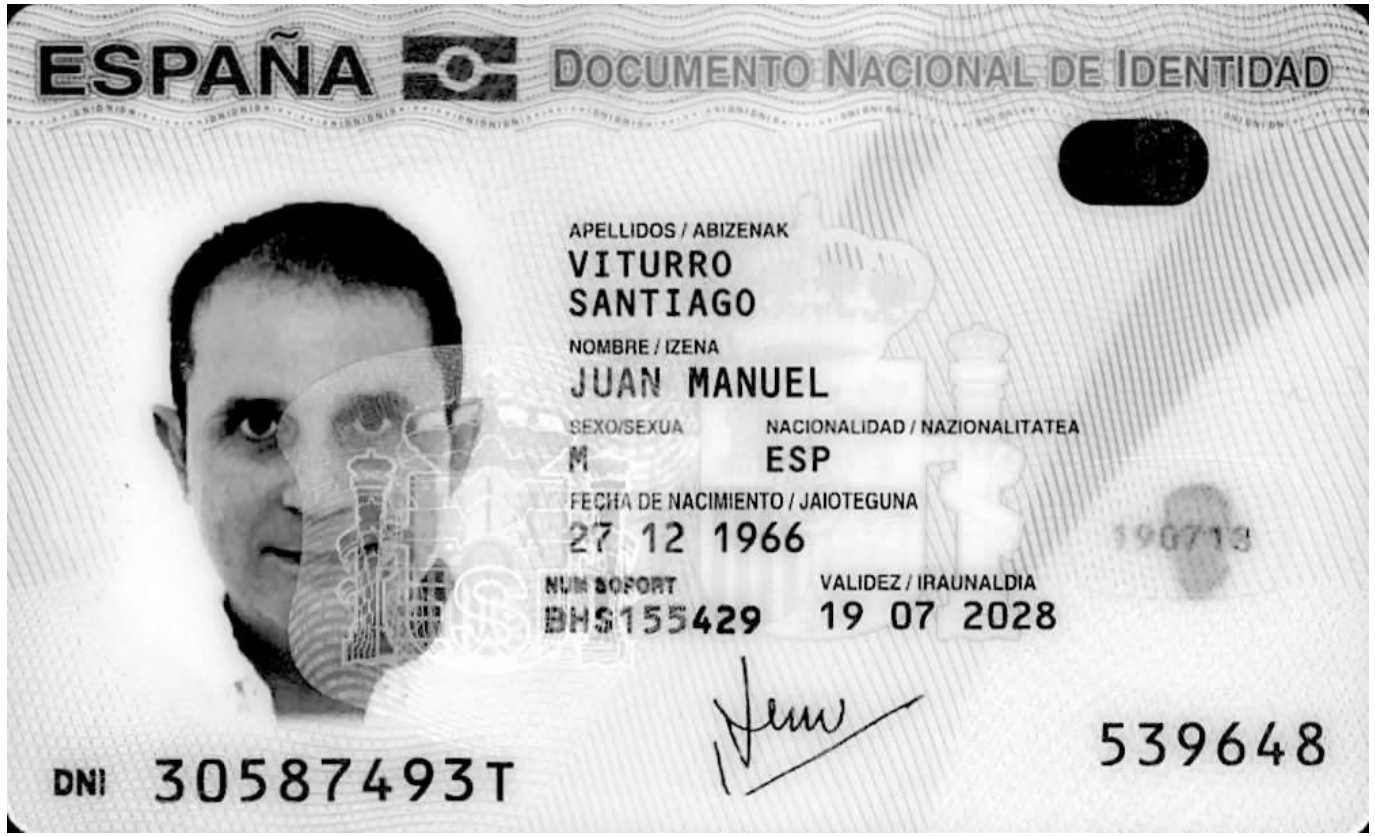 ESPAÑA DOCUMENTO NACIONAL DE IDENTIDAD
APELLIDOS / ABIZENAK
VITURRO
SANTIAGO
NOMBRE / IZENA
JUAN MANUEL
SEXO/SEXUA NACIONALIDAD / NAZIONALITATEA
M ESP
FECHA DE NACIMIENTO / JAIOTEGUNA
27 12 1966
NUM SOPORT VALIDEZ / IRAUNALDIA
BHS155429 19 07 2028
190718
539648
DNI 30587493T